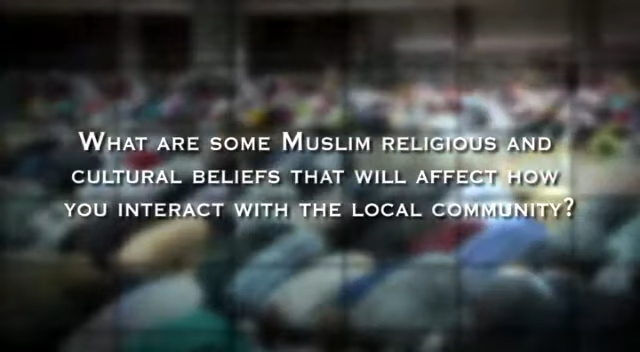 What are some Muslim religious and
cultural beliefs that will affect how
you interact with the local community?